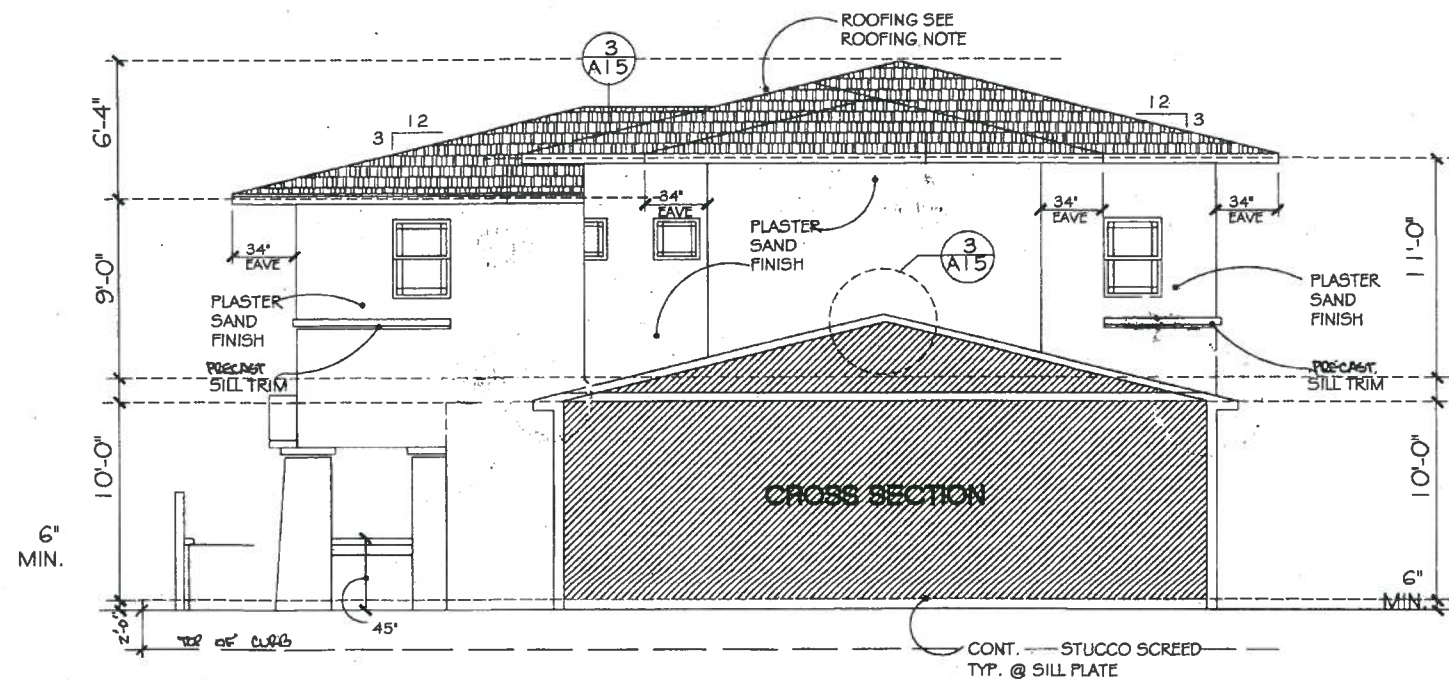 ROOFING SEE
ROOFING NOTE
3
A15
6'-4"
3
12
12
3
34"
EAVE
34"
EAVE
34"
EAVE
34"
EAVE
9'-0"
11'-0"
PLASTER
SAND
FINISH
3
A15
PLASTER
SAND
FINISH
PLASTER
SAND
FINISH
PRECAST
SILL TRIM
PRECAST
SILL TRIM
10'-0"
10'-0"
CROSS SECTION
6"
MIN.
6"
MIN.
2'-0"
45"
TOP OF CURB
CONT. STUCCO SCREED
TYP. @ SILL PLATE